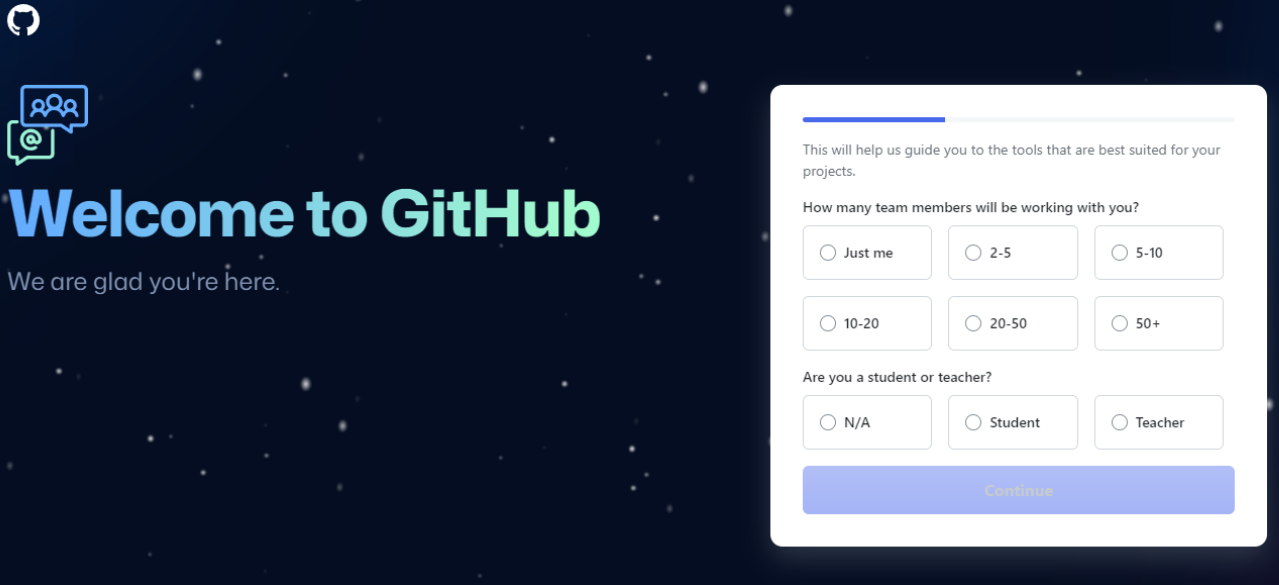 @
Welcome to GitHub
We are glad you're here.
This will help us guide you to the tools that are best suited for your
projects.
How many team members will be working with you?
Just me
2-5
5-10
10-20
20-50
50+
Are you a student or teacher?
N/A
Student
Teacher
Continue